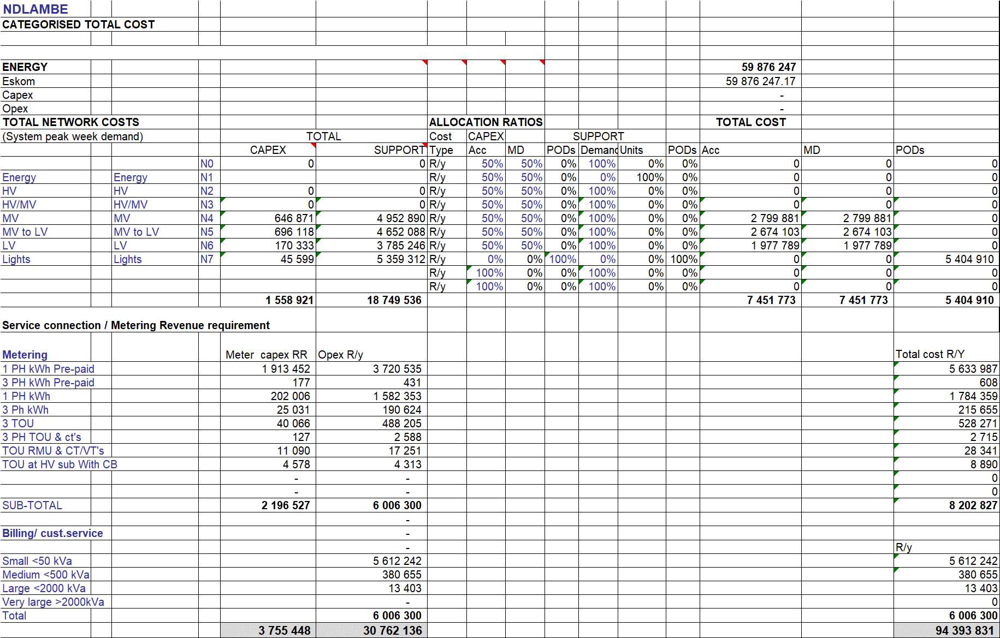 NDLAMBE
CATEGORISED TOTAL COST
ENERGY 59 876 247
Eskom 59 876 247.17
Capex -
Opex -
TOTAL NETWORK COSTS ALLOCATION RATIOS TOTAL COST
(System peak week demand) TOTAL Cost CAPEX SUPPORT
CAPEX SUPPORT Type Acc MD PODs Demand Units PODs Acc MD PODs
N0 0 0 R/y 50% 50% 0% 100% 0% 0% 0 0 0
Energy Energy N1 R/y 50% 50% 0% 0% 100% 0% 0 0 0
HV HV N2 0 0 R/y 50% 50% 0% 100% 0% 0% 0 0 0
HV/MV HV/MV N3 0 0 R/y 50% 50% 0% 100% 0% 0% 0 0 0
MV MV N4 646 871 4 952 890 R/y 50% 50% 0% 100% 0% 0% 2 799 881 2 799 881 0
MV to LV MV to LV N5 696 118 4 652 088 R/y 50% 50% 0% 100% 0% 0% 2 674 103 2 674 103 0
LV LV N6 170 333 3 785 246 R/y 50% 50% 0% 100% 0% 0% 1 977 789 1 977 789 0
Lights Lights N7 45 599 5 359 312 R/y 0% 0% 100% 0% 0% 100% 0 0 5 404 910
R/y 100% 0% 0% 100% 0% 0% 0 0 0
R/y 100% 0% 0% 100% 0% 0% 0 0 0
1 558 921 18 749 536 7 451 773 7 451 773 5 404 910
Service connection / Metering Revenue requirement
Metering Meter capex RR Opex R/y Total cost R/Y
1 PH kWh Pre-paid 1 913 452 3 720 535 5 633 987
3 PH kWh Pre-paid 177 431 608
1 PH kWh 202 006 1 582 353 1 784 359
3 Ph kWh 25 031 190 624 215 655
3 TOU 40 066 488 205 528 271
3 PH TOU & ct's 127 2 588 2 715
TOU RMU & CT/VT's 11 090 17 251 28 341
TOU at HV sub With CB 4 578 4 313 8 890
- - 0
- - 0
SUB-TOTAL 2 196 527 6 006 300 8 202 827
-
Billing/ cust.service -
- R/y
Small <50 kVa 5 612 242 5 612 242
Medium <500 kVa 380 655 380 655
Large <2000 kVa 13 403 13 403
Very large >2000kVa - 0
Total 6 006 300 6 006 300
3 755 448 30 762 136 94 393 831